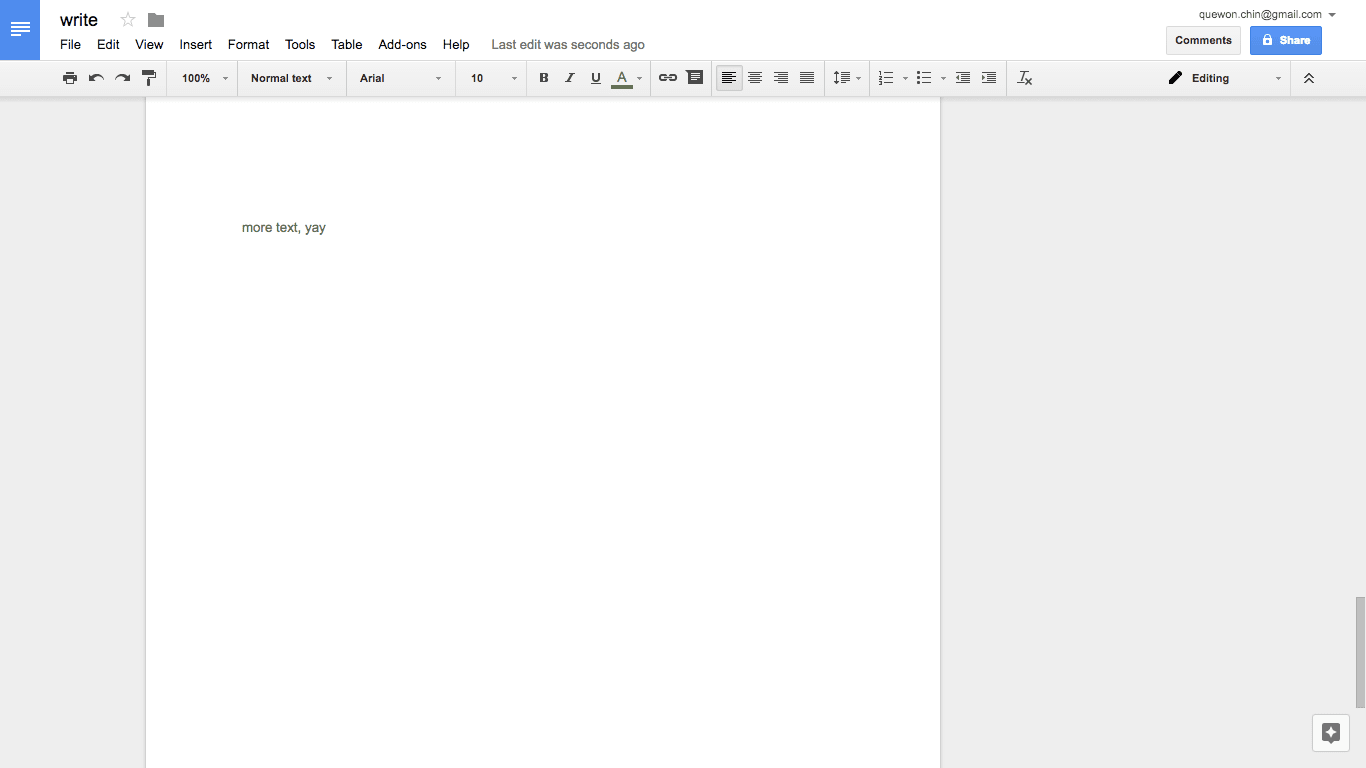 write
quewon.chin@gmail.com
File Edit View Insert Format Tools Table Add-ons Help Last edit was seconds ago
Comments Share
100% Normal text Arial 10 B I U A Editing
more text, yay